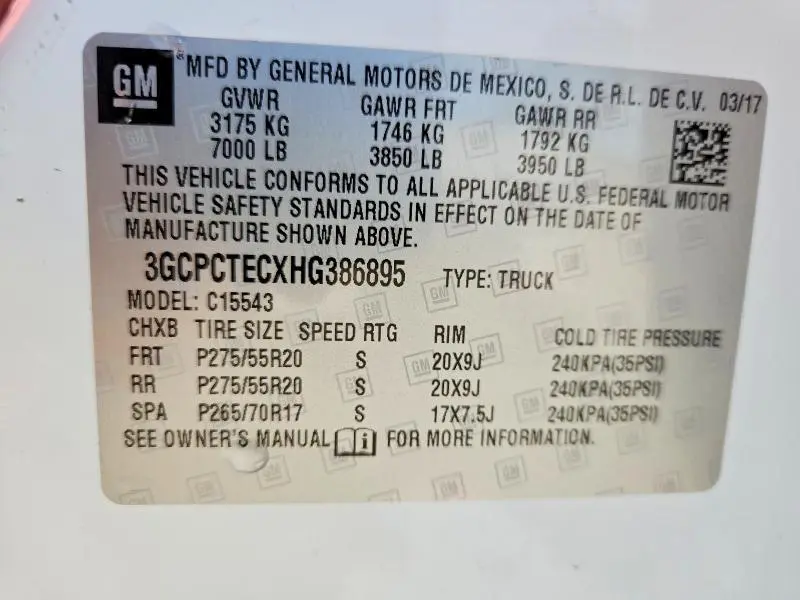 GM
MFD BY GENERAL MOTORS DE MEXICO, S. DE R.L. DE C.V. 03/17
GVWR GAWR FRT GAWR RR
3175 KG 1746 KG 1792 KG
7000 LB 3850 LB 3950 LB
THIS VEHICLE CONFORMS TO ALL APPLICABLE U.S. FEDERAL MOTOR
VEHICLE SAFETY STANDARDS IN EFFECT ON THE DATE OF
MANUFACTURE SHOWN ABOVE.
3GCPCTECXHG386895 TYPE: TRUCK
MODEL: C15543
CHXB TIRE SIZE SPEED RTG RIM COLD TIRE PRESSURE
FRT P275/55R20 S 20X9J 240KPA(35PSI)
RR P275/55R20 S 20X9J 240KPA(35PSI)
SPA P265/70R17 S 17X7.5J 240KPA(35PSI)
SEE OWNER'S MANUAL i FOR MORE INFORMATION.